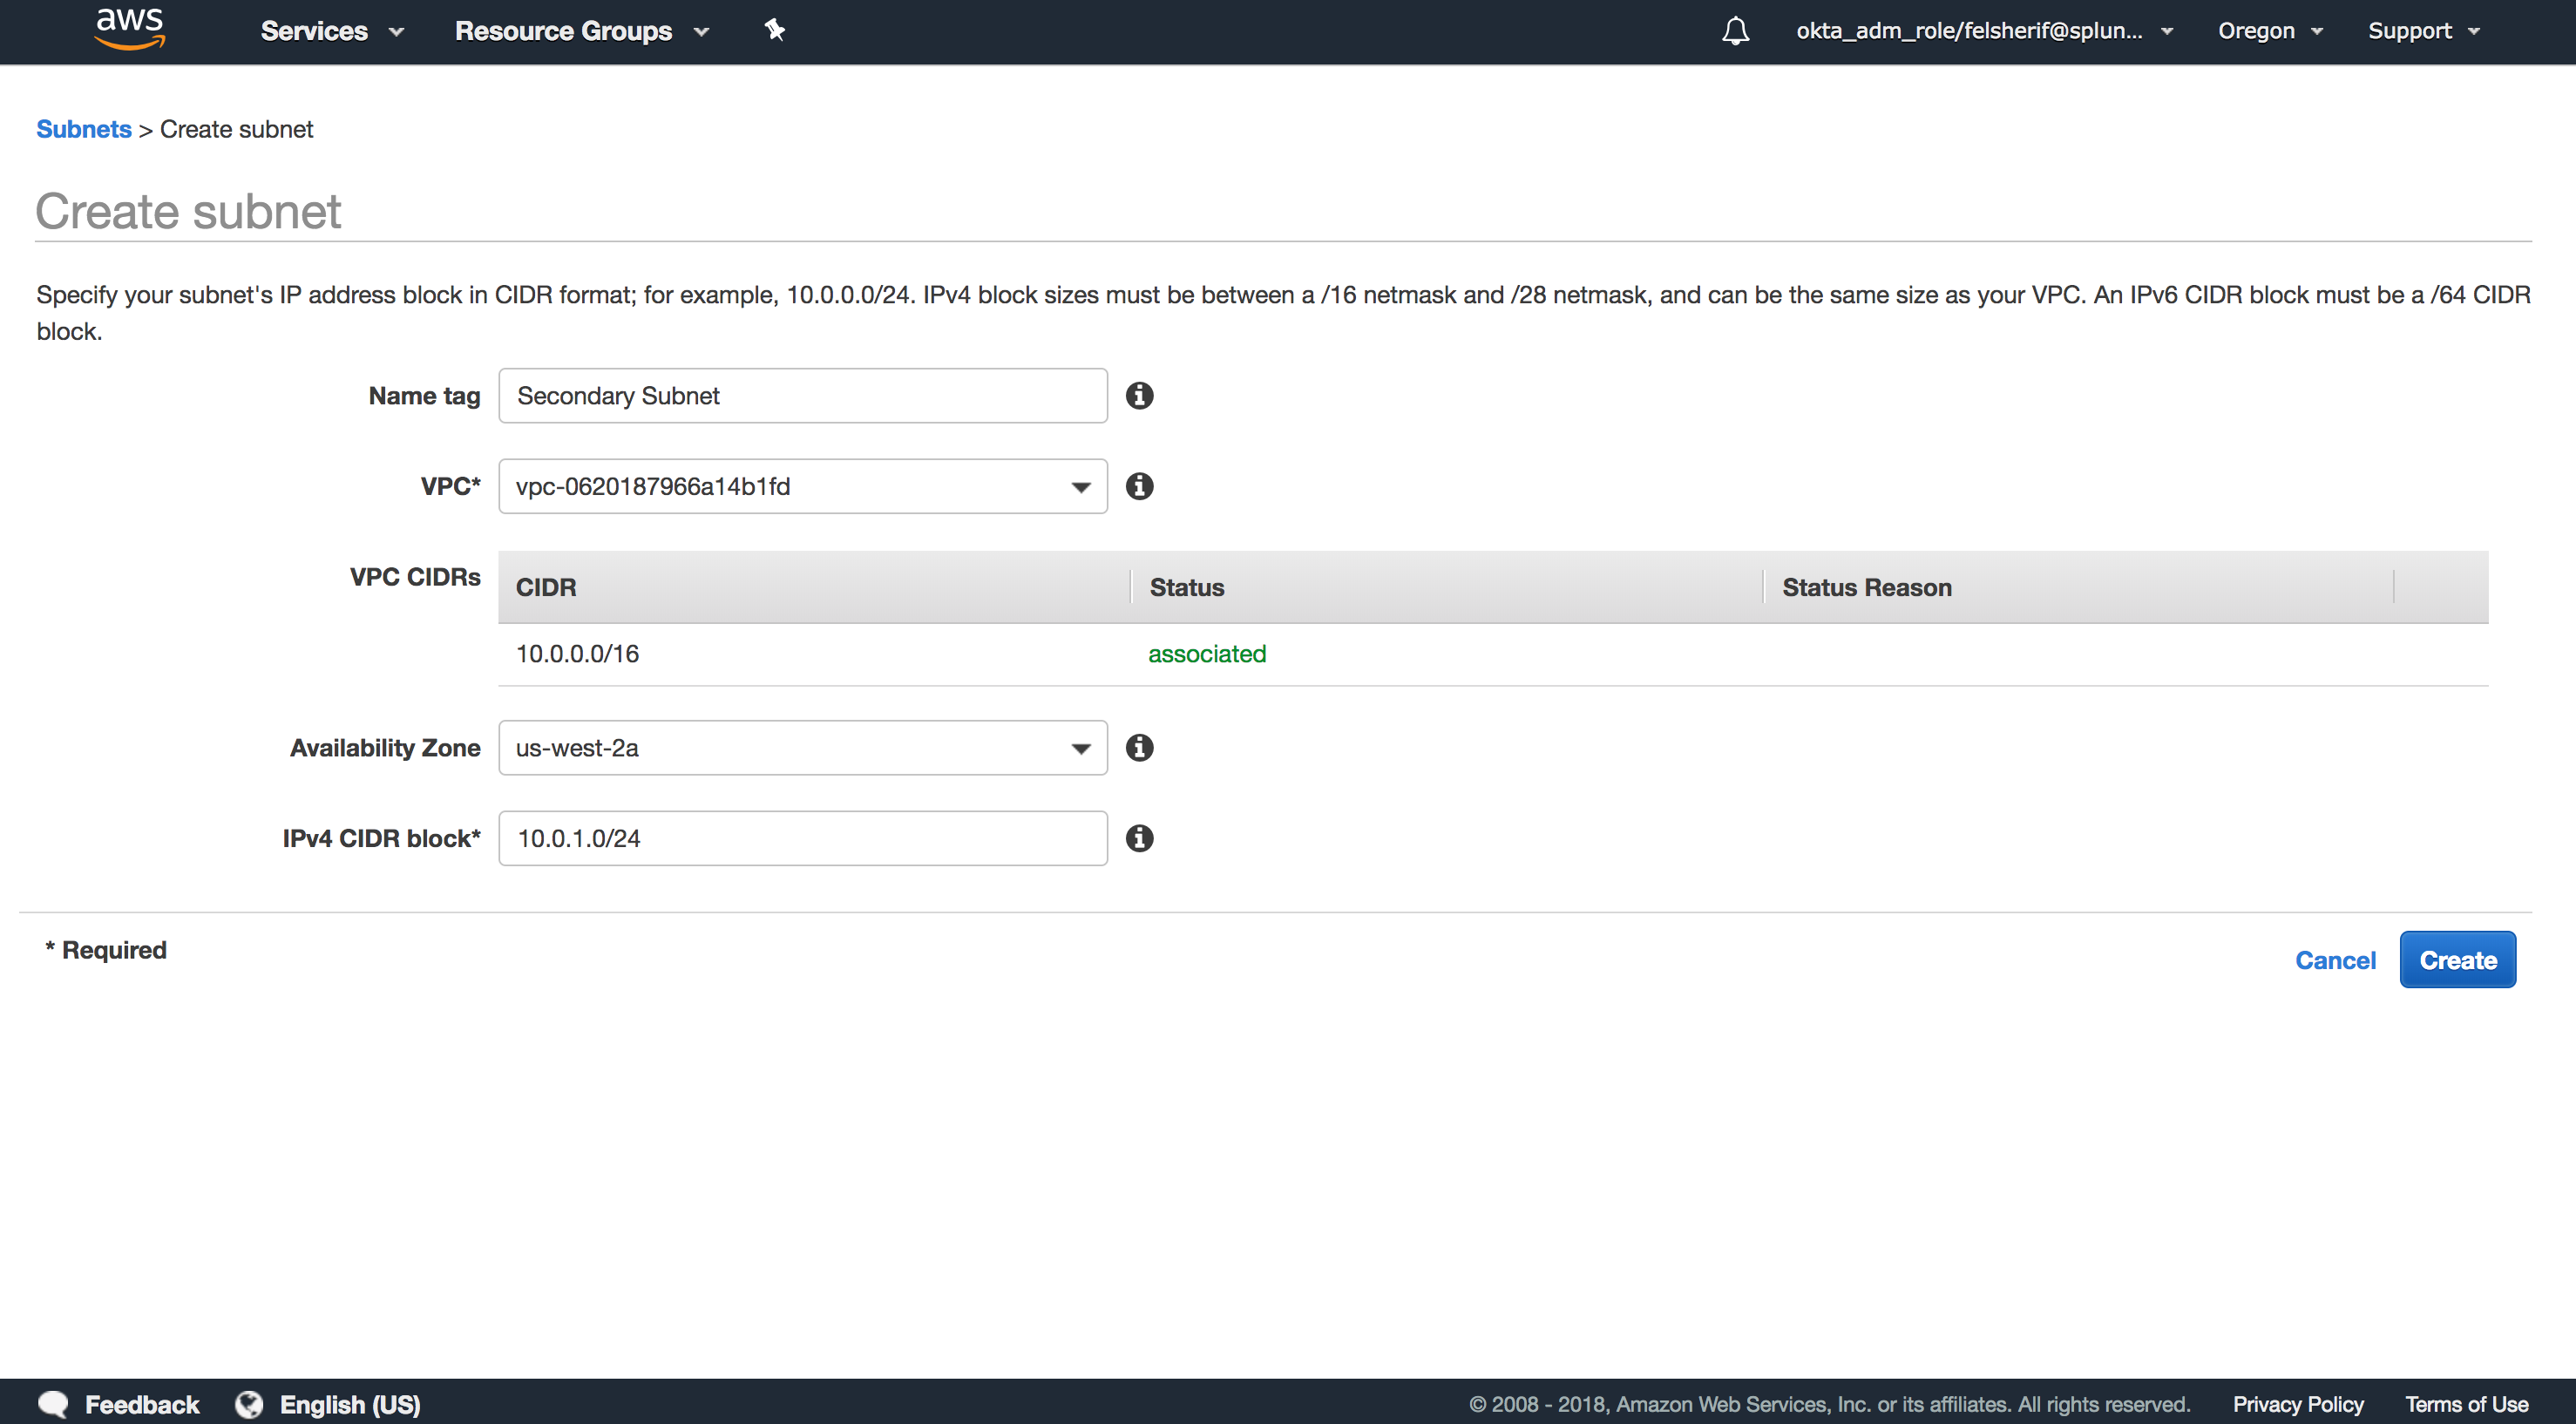 aws Services Resource Groups okta_adm_role/felsherif@splun... Oregon Support
Subnets > Create subnet
Create subnet
Specify your subnet's IP address block in CIDR format; for example, 10.0.0.0/24. IPv4 block sizes must be between a /16 netmask and /28 netmask, and can be the same size as your VPC. An IPv6 CIDR block must be a /64 CIDR
block.
Name tag Secondary Subnet
VPC* vpc-0620187966a14b1fd
VPC CIDRs CIDR Status Status Reason
10.0.0.0/16 associated
Availability Zone us-west-2a
IPv4 CIDR block* 10.0.1.0/24
* Required Cancel Create
Feedback English (US) © 2008 - 2018, Amazon Web Services, Inc. or its affiliates. All rights reserved. Privacy Policy Terms of Use